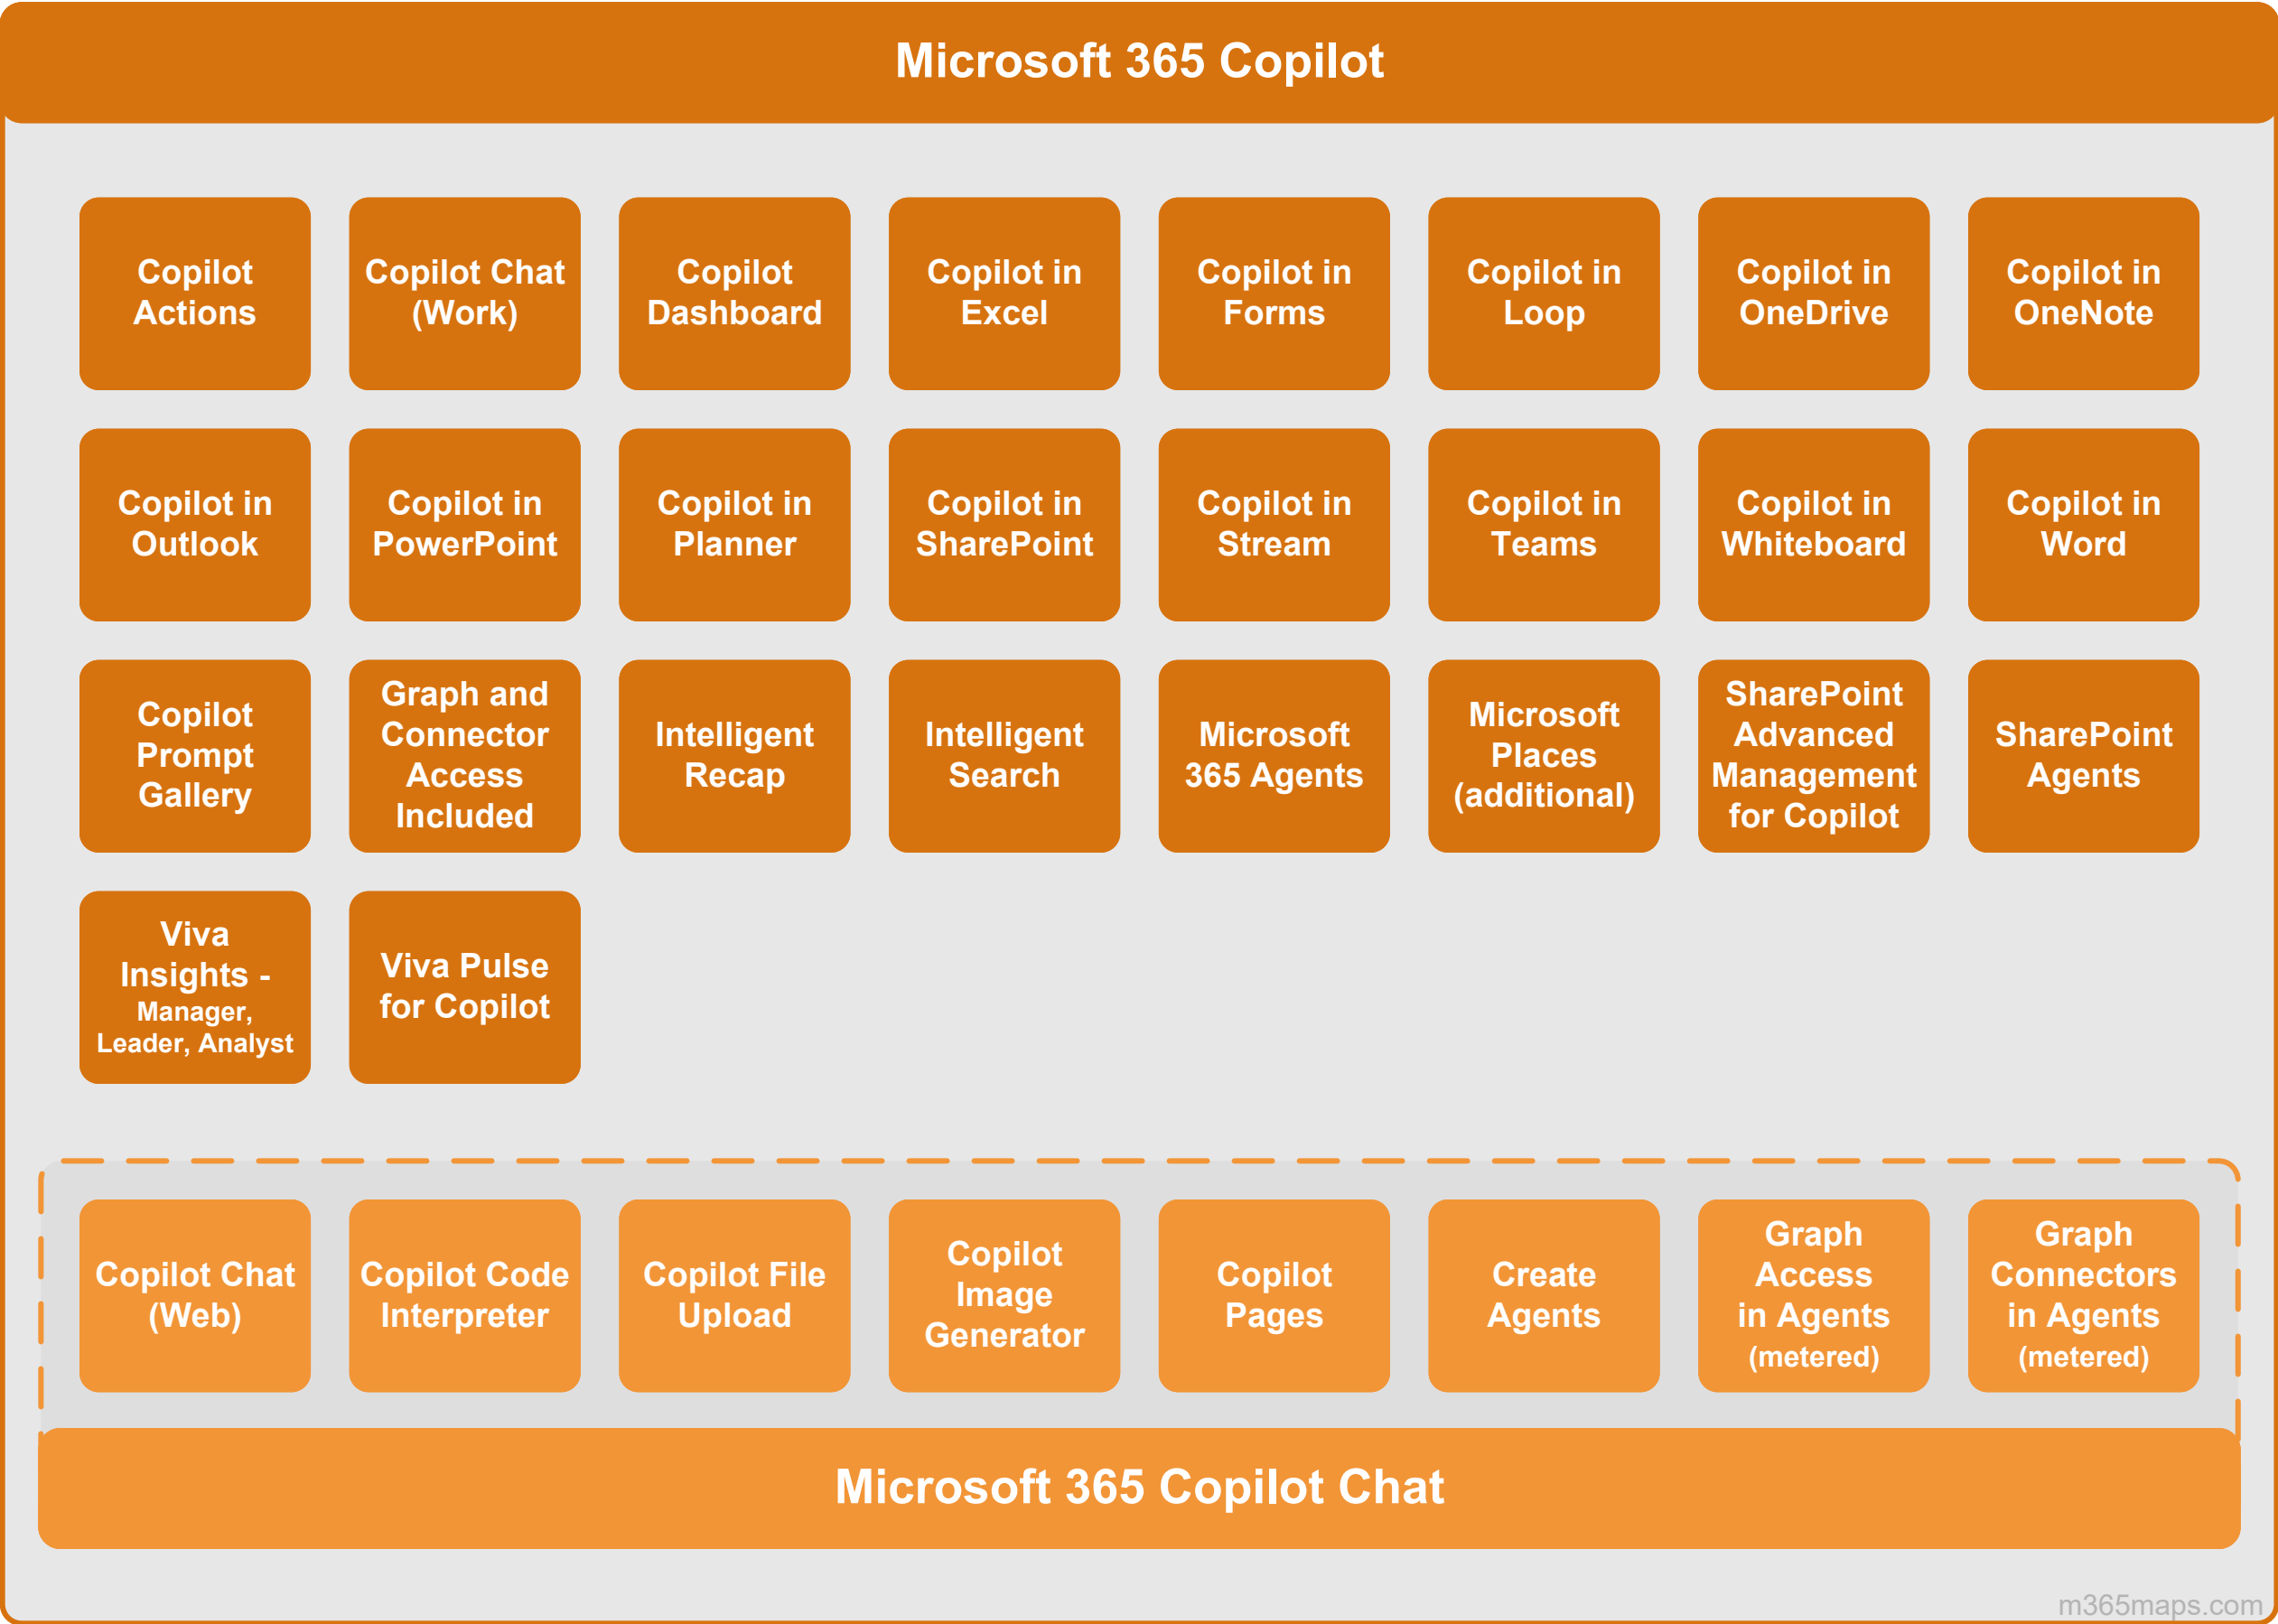 Microsoft 365 Copilot
Copilot
Actions
Copilot Chat
(Work)
Copilot
Dashboard
Copilot in
Excel
Copilot in
Forms
Copilot in
Loop
Copilot in
OneDrive
Copilot in
OneNote
Copilot in
Outlook
Copilot in
PowerPoint
Copilot in
Planner
Copilot in
SharePoint
Copilot in
Stream
Copilot in
Teams
Copilot in
Whiteboard
Copilot in
Word
Copilot
Prompt
Gallery
Graph and
Connector
Access
Included
Intelligent
Recap
Intelligent
Search
Microsoft
365 Agents
Microsoft
Places
(additional)
SharePoint
Advanced
Management
for Copilot
SharePoint
Agents
Viva
Insights -
Manager,
Leader, Analyst
Viva Pulse
for Copilot
Copilot Chat
(Web)
Copilot Code
Interpreter
Copilot File
Upload
Copilot
Image
Generator
Copilot
Pages
Create
Agents
Graph
Access
in Agents
(metered)
Graph
Connectors
in Agents
(metered)
Microsoft 365 Copilot Chat
m365maps.com